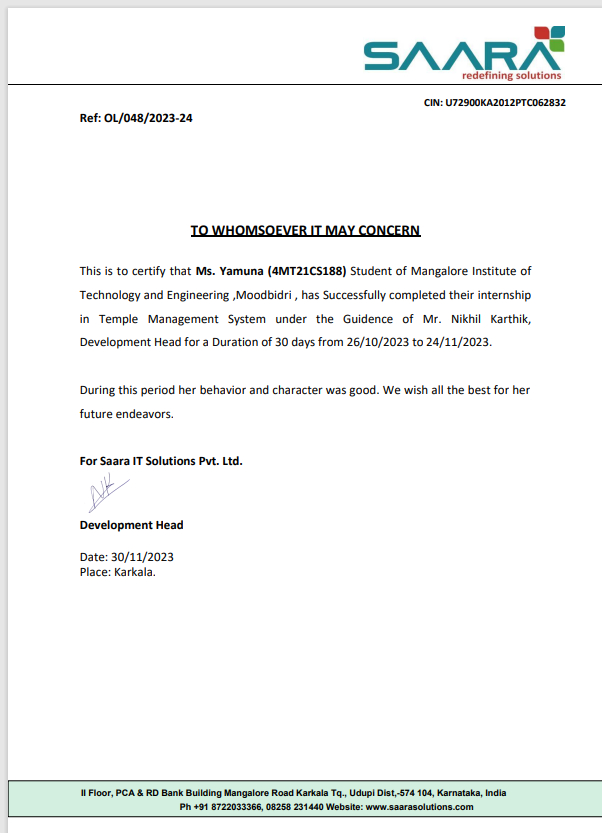 SAARA
redefining solutions
CIN: U72900KA2012PTC062832
Ref: OL/048/2023-24
TO WHOMSOEVER IT MAY CONCERN
This is to certify that Ms. Yamuna (4MT21CS188) Student of Mangalore Institute of
Technology and Engineering ,Moodbidri , has Successfully completed their internship
in Temple Management System under the Guidence of Mr. Nikhil Karthik,
Development Head for a Duration of 30 days from 26/10/2023 to 24/11/2023.
During this period her behavior and character was good. We wish all the best for her
future endeavors.
For Saara IT Solutions Pvt. Ltd.
Development Head
Date: 30/11/2023
Place: Karkala.
II Floor, PCA & RD Bank Building Mangalore Road Karkala Tq., Udupi Dist,-574 104, Karnataka, India
Ph +91 8722033366, 08258 231440 Website: www.saarasolutions.com